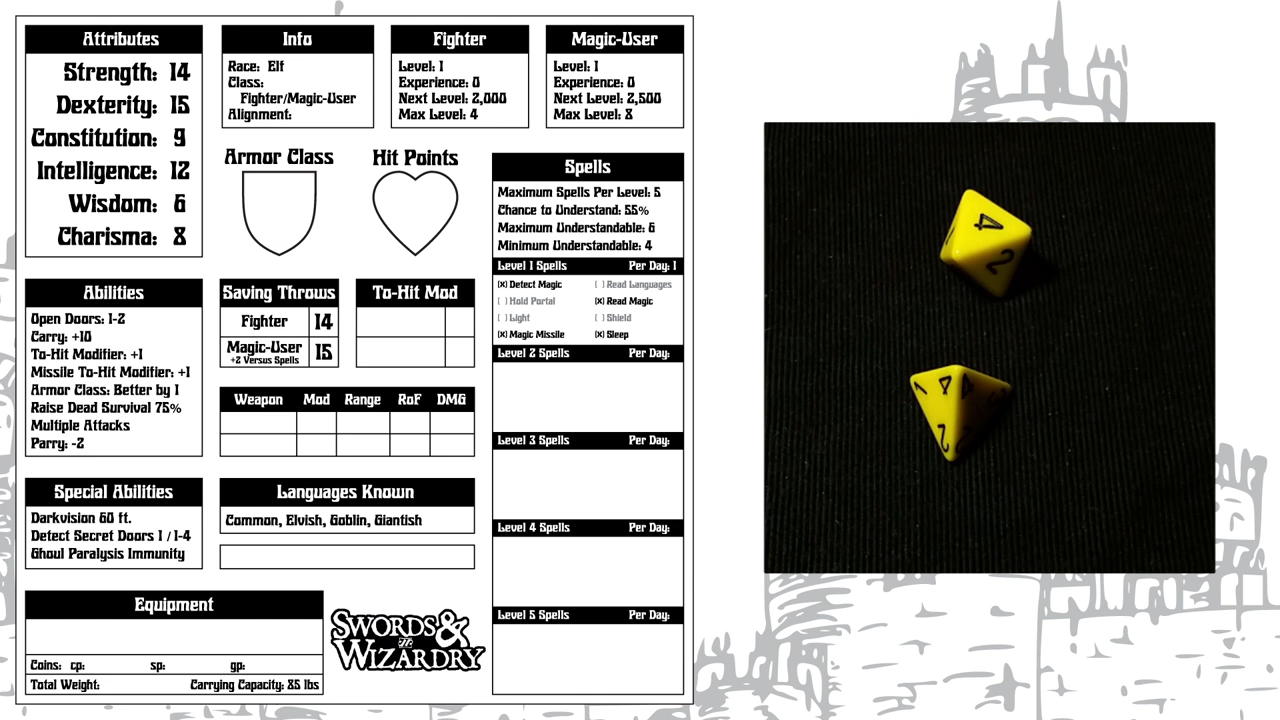 Attributes
Strength: 14
Dexterity: 15
Constitution: 9
Intelligence: 12
Wisdom: 6
Charisma: 8
Info
Race: Elf
Class:
Fighter/Magic-User
Alignment:
Fighter
Level: 1
Experience: 0
Next Level: 2,000
Max Level: 4
Magic-User
Level: 1
Experience: 0
Next Level: 2,500
Max Level: 8
Armor Class
Hit Points
Abilities
Open Doors: 1-2
Carry: +10
To-Hit Modifier: +1
Missile To-Hit Modifier: +1
Armor Class: Better by 1
Raise Dead Survival 75%
Multiple Attacks
Parry: -2
Saving Throws
Fighter 14
Magic-User 15
+2 Versus Spells
To-Hit Mod
Weapon Mod Range RoF DMG
Special Abilities
Darkvision 60 ft.
Detect Secret Doors 1 / 1-4
Ghoul Paralysis Immunity
Languages Known
Common, Elvish, Goblin, Giantish
Equipment
Coins: cp: sp: gp:
Total Weight: Carrying Capacity: 85 lbs
SWORDS &
WIZARDRY
Spells
Maximum Spells Per Level: 5
Chance to Understand: 55%
Maximum Understandable: 6
Minimum Understandable: 4
Level 1 Spells Per Day: 1
[X] Detect Magic [ ] Read Languages
[ ] Hold Portal [X] Read Magic
[ ] Light [ ] Shield
[X] Magic Missile [X] Sleep
Level 2 Spells Per Day:
Level 3 Spells Per Day:
Level 4 Spells Per Day:
Level 5 Spells Per Day:
4
2
1 4 4
2